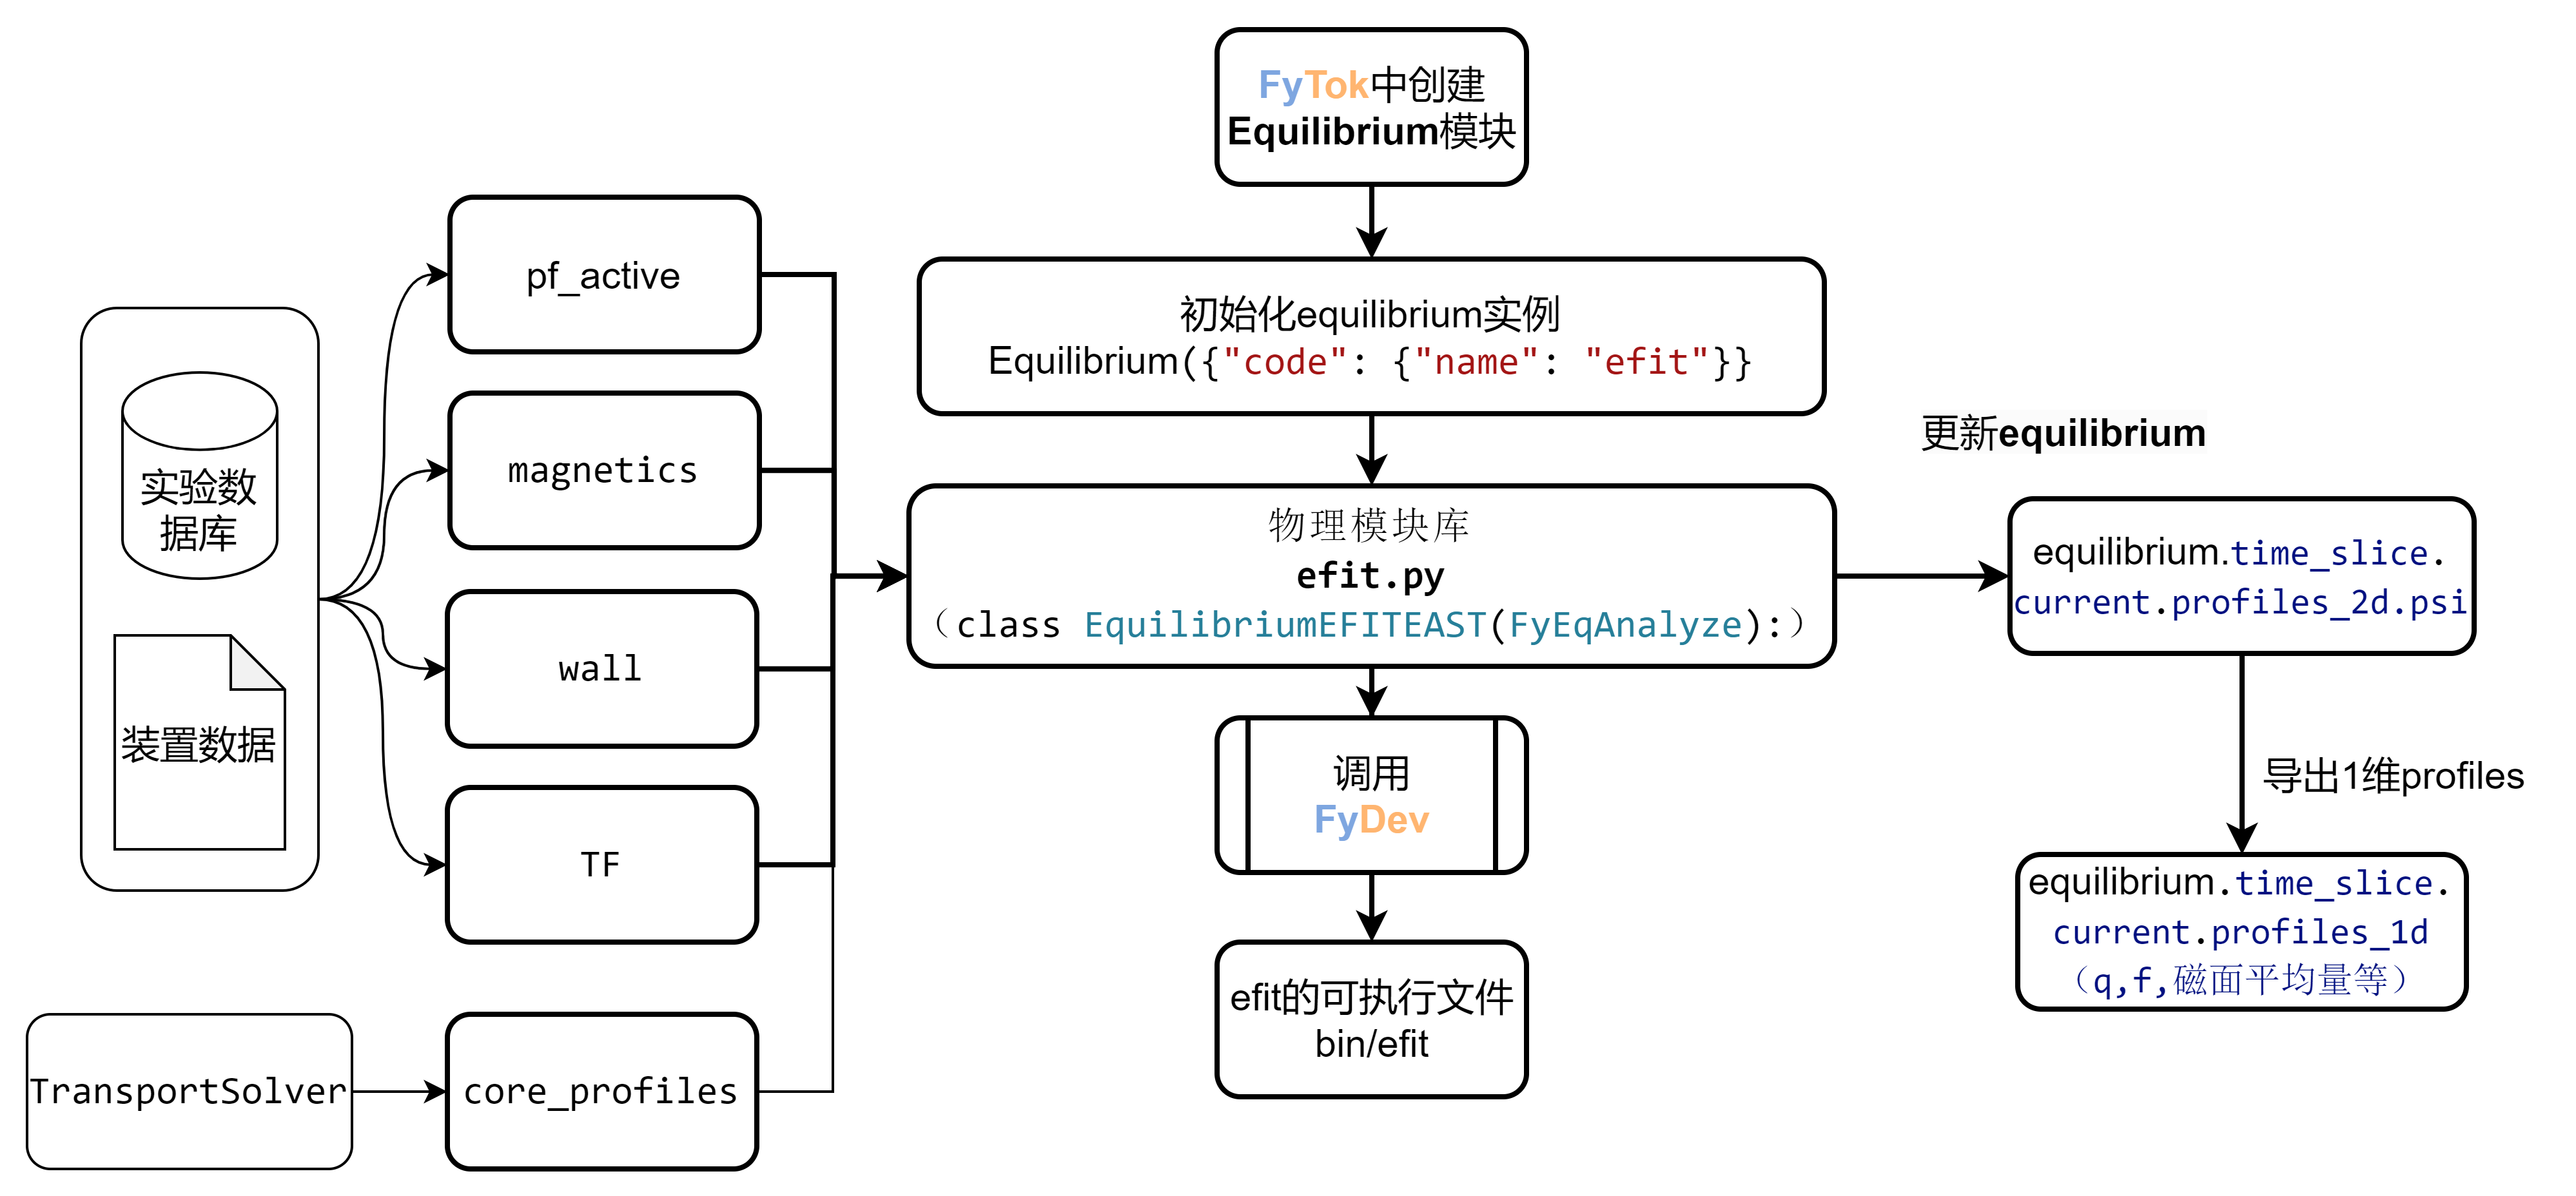 FyTok中创建
Equilibrium模块
初始化equilibrium实例
Equilibrium({"code": {"name": "efit"}}
pf_active
magnetics
wall
TF
core_profiles
TransportSolver
实验数
据库
装置数据
物理模块库
efit.py
（class EquilibriumEFITEAST(FyEqAnalyze):）
调用
FyDev
efit的可执行文件
bin/efit
更新equilibrium
equilibrium.time_slice.
current.profiles_2d.psi
导出1维profiles
equilibrium.time_slice.
current.profiles_1d
（q,f,磁面平均量等）